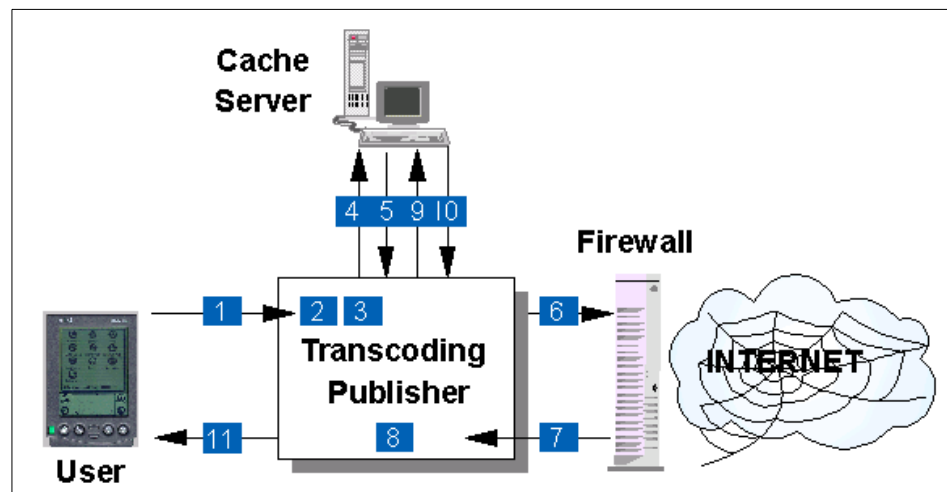 Cache
Server
4 5 9 10
Firewall
1
2 3
6
Transcoding
Publisher
INTERNET
11
8
7
User